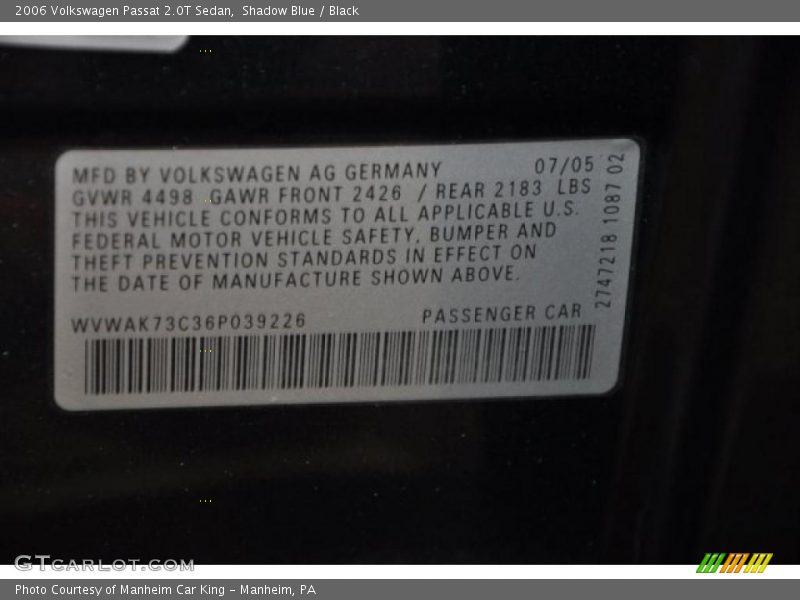 2006 Volkswagen Passat 2.0T Sedan,  Shadow Blue / Black
MFD BY VOLKSWAGEN AG GERMANY 07/05
GVWR 4498 GAWR FRONT 2426 / REAR 2183 LBS
THIS VEHICLE CONFORMS TO ALL APPLICABLE U.S.
FEDERAL MOTOR VEHICLE SAFETY, BUMPER AND
THEFT PREVENTION STANDARDS IN EFFECT ON
THE DATE OF MANUFACTURE SHOWN ABOVE.
WVWAK73C36P039226 PASSENGER CAR
2747218 1087 02
GTCARLOT.COM
Photo Courtesy of Manheim Car King - Manheim, PA